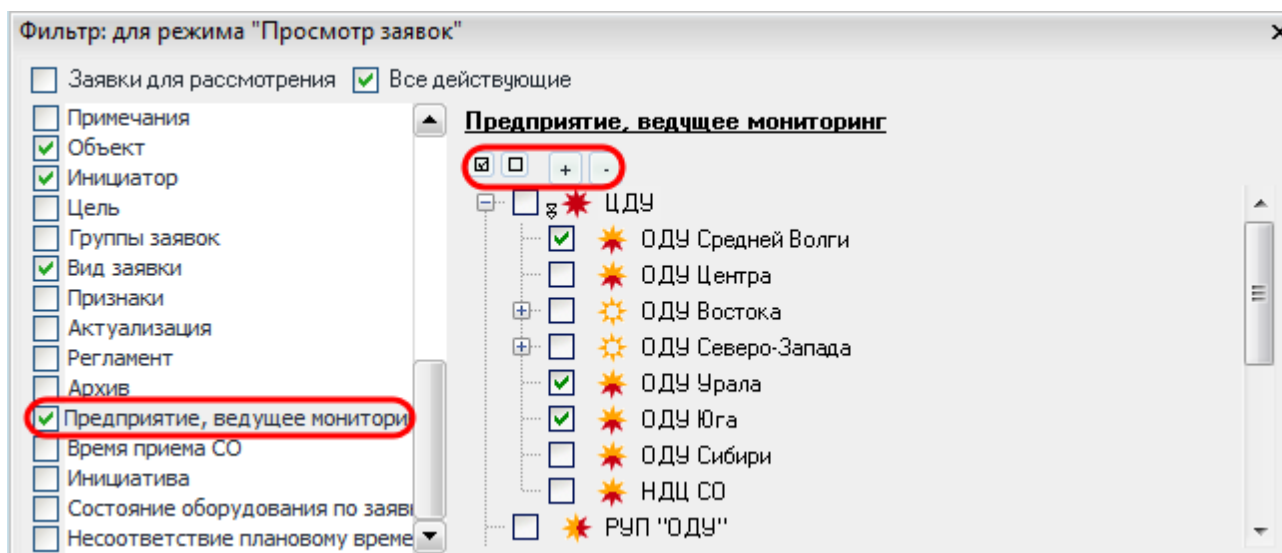 Фильтр: для режима "Просмотр заявок"
Заявки для рассмотрения Все действующие
Примечания
Объект
Инициатор
Цель
Группы заявок
Вид заявки
Признаки
Актуализация
Регламент
Архив
Предприятие, ведущее монитори
Время приема СО
Инициатива
Состояние оборудования по заяв
Несоответствие плановому време
Предприятие, ведущее мониторинг
+ -
ЦДУ
ОДУ Средней Волги
ОДУ Центра
ОДУ Востока
ОДУ Северо-Запада
ОДУ Урала
ОДУ Юга
ОДУ Сибири
НДЦ СО
РУП "ОДУ"